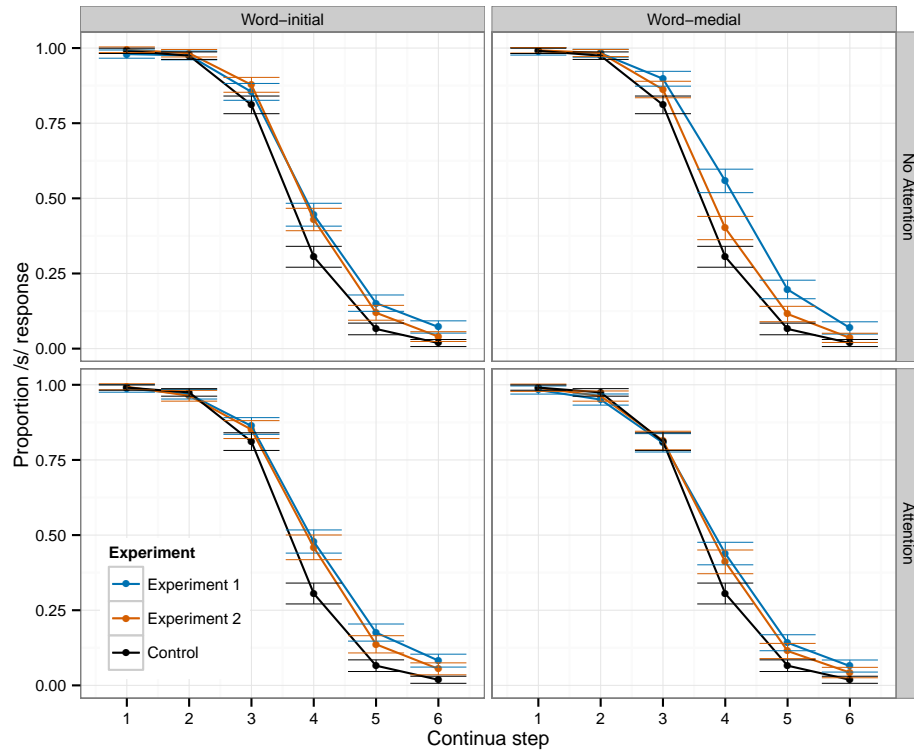 Word−initial
Word−medial
1.00
0.75
0.50
0.25
0.00
No Attention
1.00
0.75
0.50
0.25
0.00
Attention
Proportion /s/ response
Experiment
Experiment 1
Experiment 2
Control
1 2 3 4 5 6
1 2 3 4 5 6
Continua step